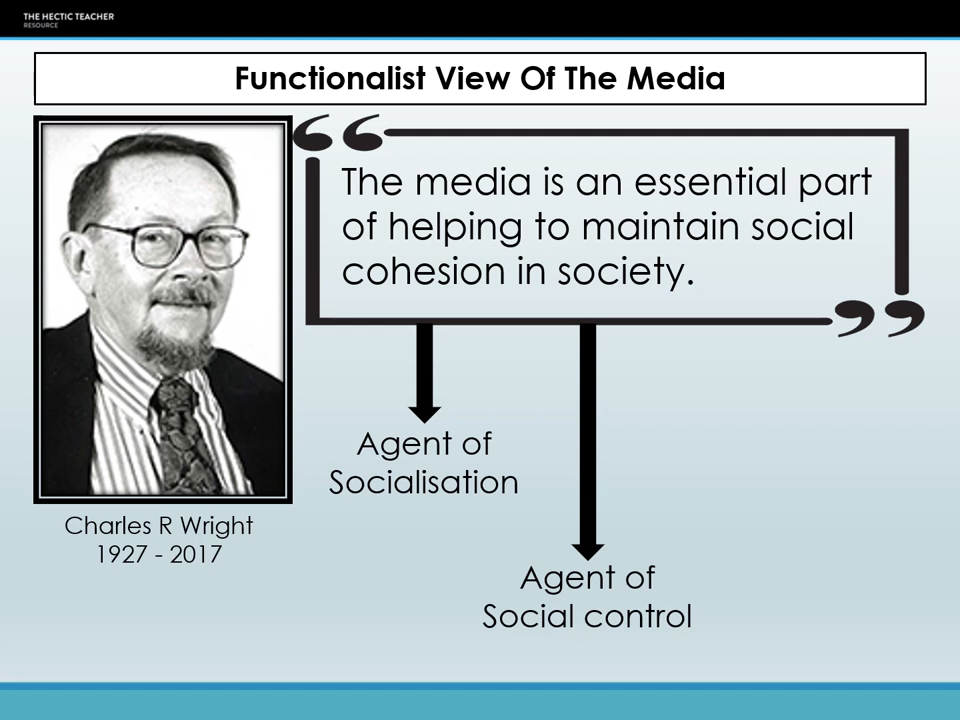 THE HECTIC TEACHER
RESOURCE
Functionalist View Of The Media
The media is an essential part
of helping to maintain social
cohesion in society.
Agent of
Socialisation
Charles R Wright
1927 - 2017
Agent of
Social control